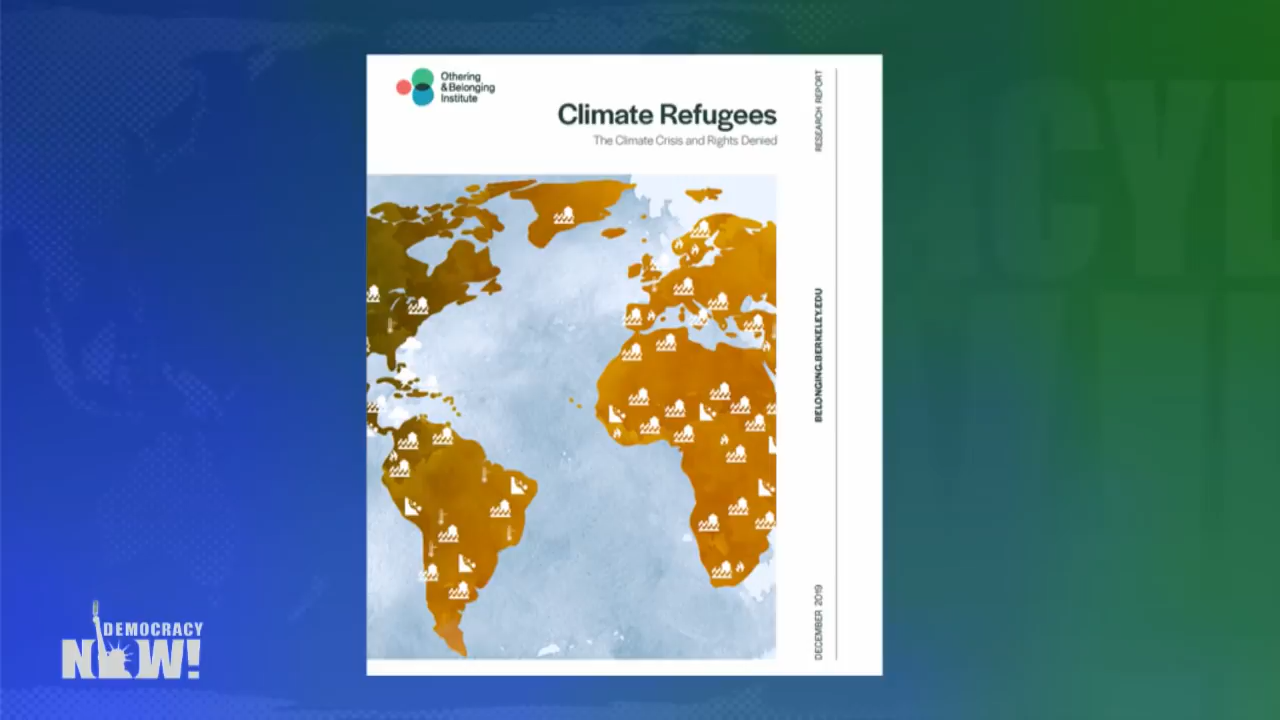 Othering
& Belonging
Institute
Climate Refugees
The Climate Crisis and Rights Denied
RESEARCH REPORT
BELONGING.BERKELEY.EDU
DECEMBER 2019
DEMOCRACY
NOW!